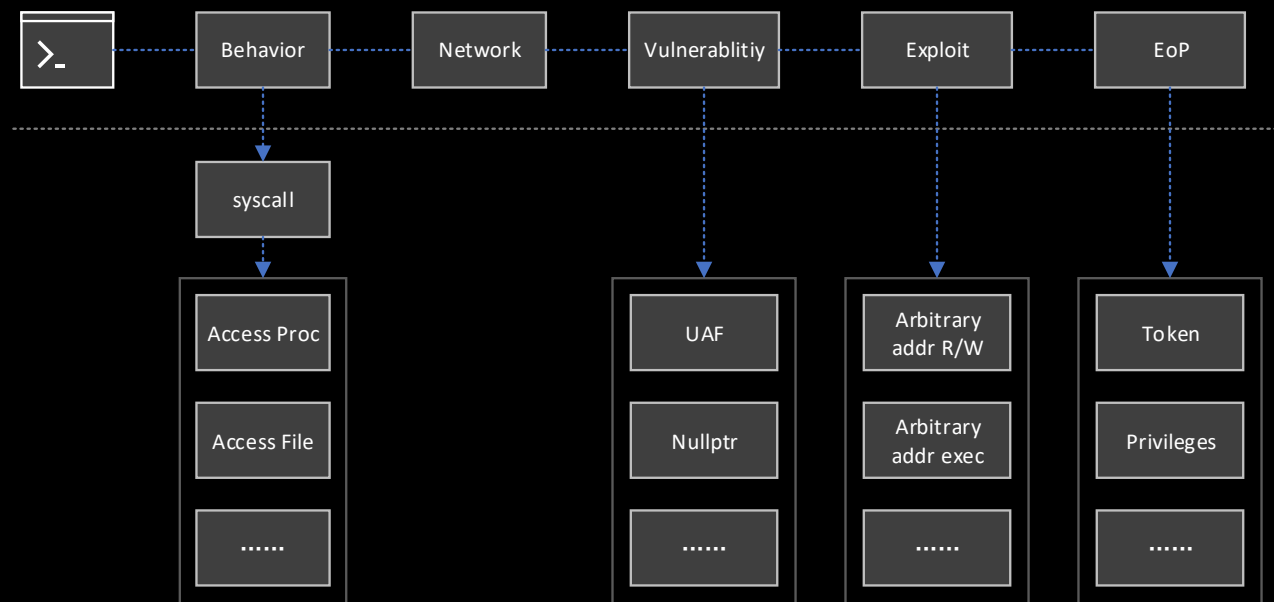 >_
Behavior
Network
Vulnerablitiy
Exploit
EoP
syscall
Access Proc
UAF
Arbitrary
addr R/W
Token
Access File
Nullptr
Arbitrary
addr exec
Privileges
......
......
......
......